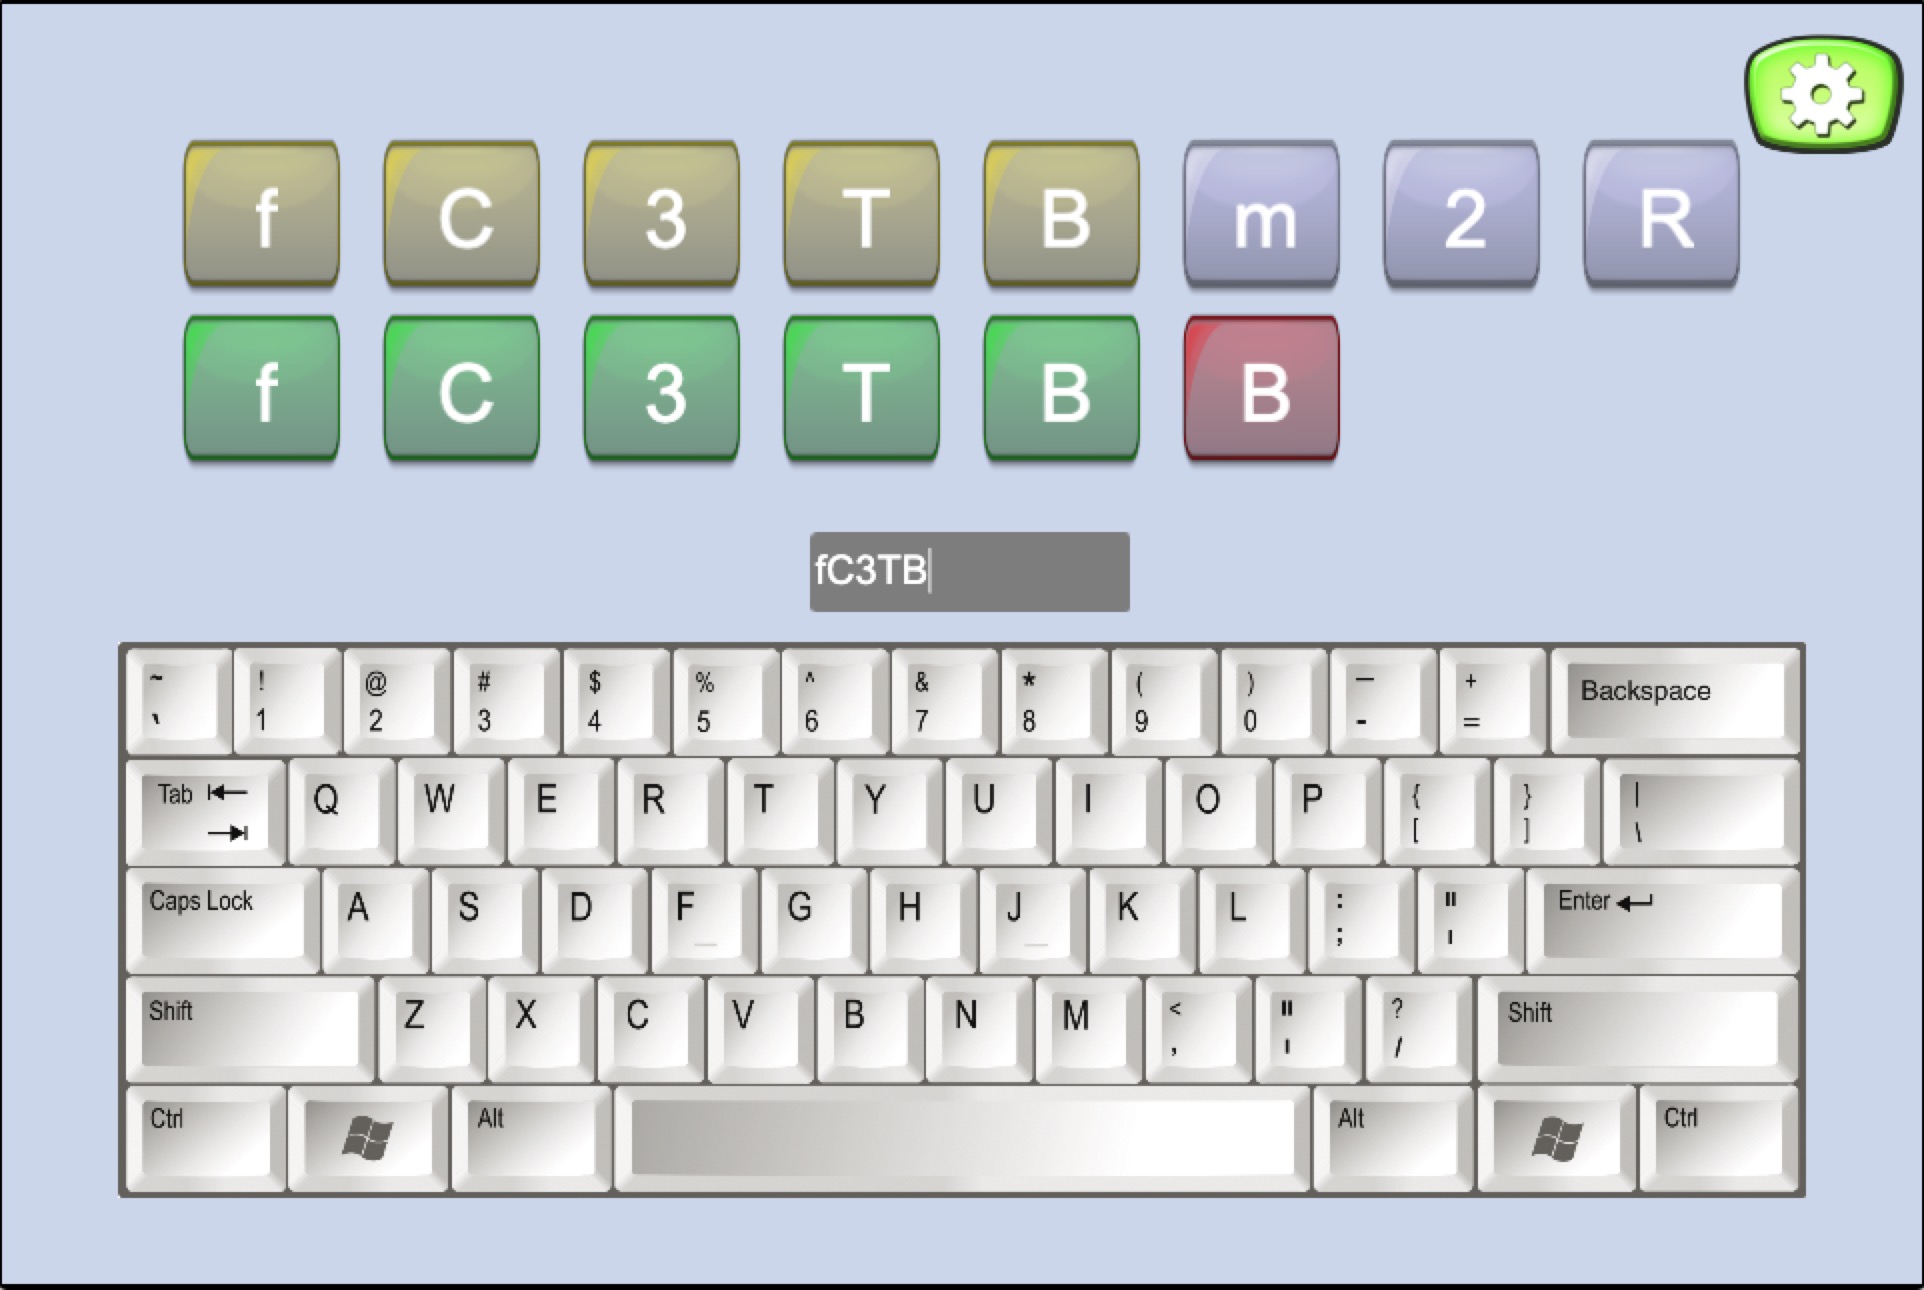 f C 3 T B m 2 R
f C 3 T B B
fC3TB
~ ! @ # $ % ^ & * ( ) — +
` 1 2 3 4 5 6 7 8 9 0 - = Backspace
Tab Q W E R T Y U I O P { } |
[ ] \
Caps Lock A S D F J G H K L : " Enter
; '
Shift Z X C V B N M < " ? Shift
, ' /
Ctrl Alt Alt Ctrl